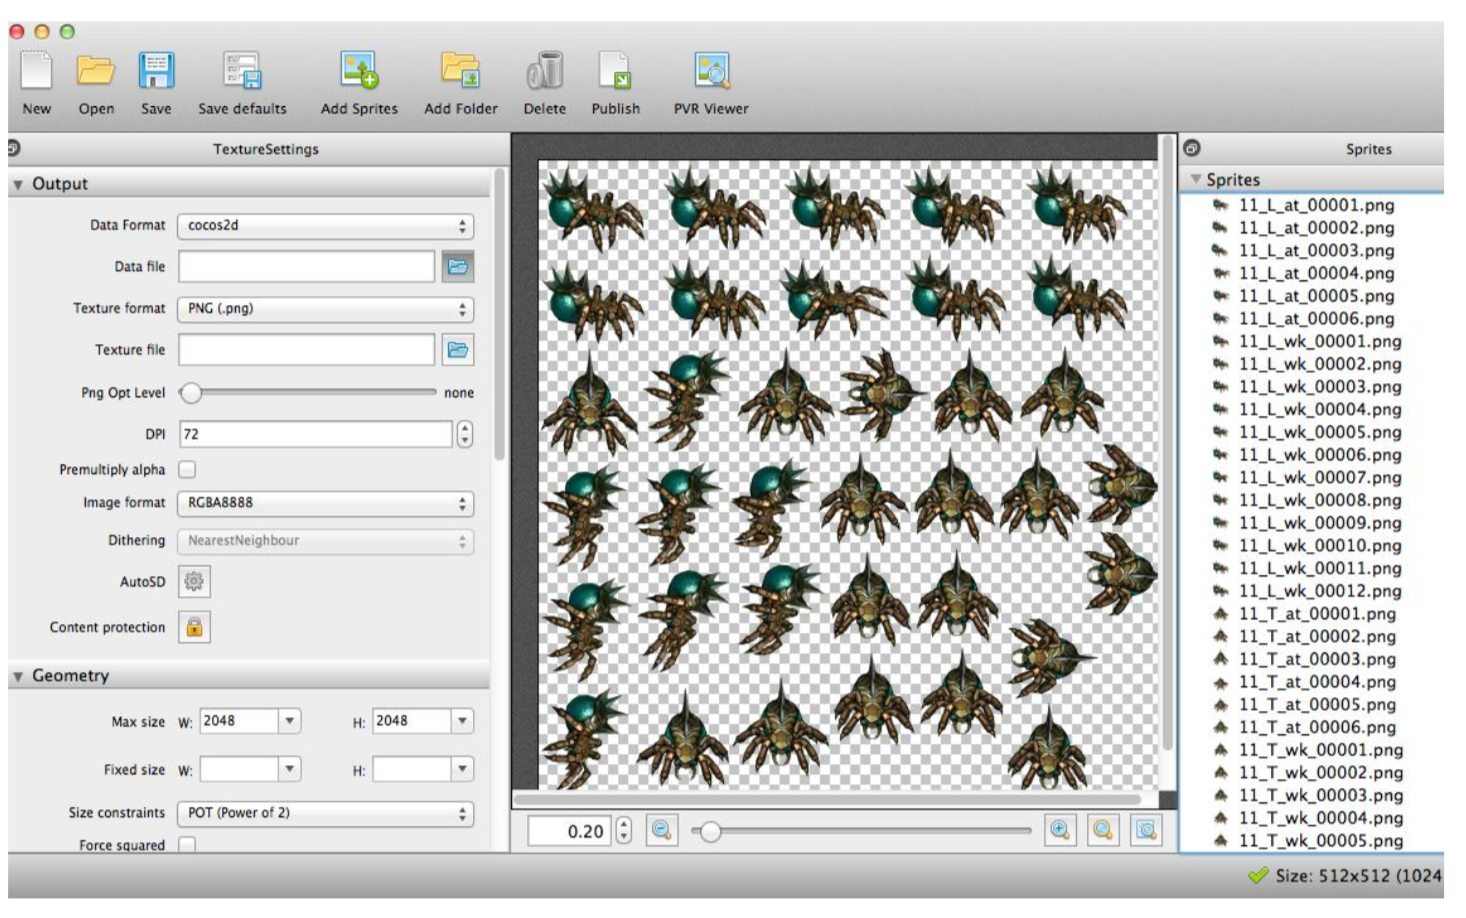 New Open Save Save defaults Add Sprites Add Folder Delete Publish PVR Viewer
TextureSettings
Output
Data Format cocos2d
Data file
Texture format PNG (.png)
Texture file
Png Opt Level none
DPI 72
Premultiply alpha
Image format RGBA8888
Dithering NearestNeighbour
AutoSD
Content protection
Geometry
Max size W: 2048 H: 2048
Fixed size W: H:
Size constraints POT (Power of 2)
Force squared
0.20
Sprites
Sprites
11_L_at_00001.png
11_L_at_00002.png
11_L_at_00003.png
11_L_at_00004.png
11_L_at_00005.png
11_L_at_00006.png
11_L_wk_00001.png
11_L_wk_00002.png
11_L_wk_00003.png
11_L_wk_00004.png
11_L_wk_00005.png
11_L_wk_00006.png
11_L_wk_00007.png
11_L_wk_00008.png
11_L_wk_00009.png
11_L_wk_00010.png
11_L_wk_00011.png
11_L_wk_00012.png
11_T_at_00001.png
11_T_at_00002.png
11_T_at_00003.png
11_T_at_00004.png
11_T_at_00005.png
11_T_at_00006.png
11_T_wk_00001.png
11_T_wk_00002.png
11_T_wk_00003.png
11_T_wk_00004.png
11_T_wk_00005.png
Size: 512x512 (1024